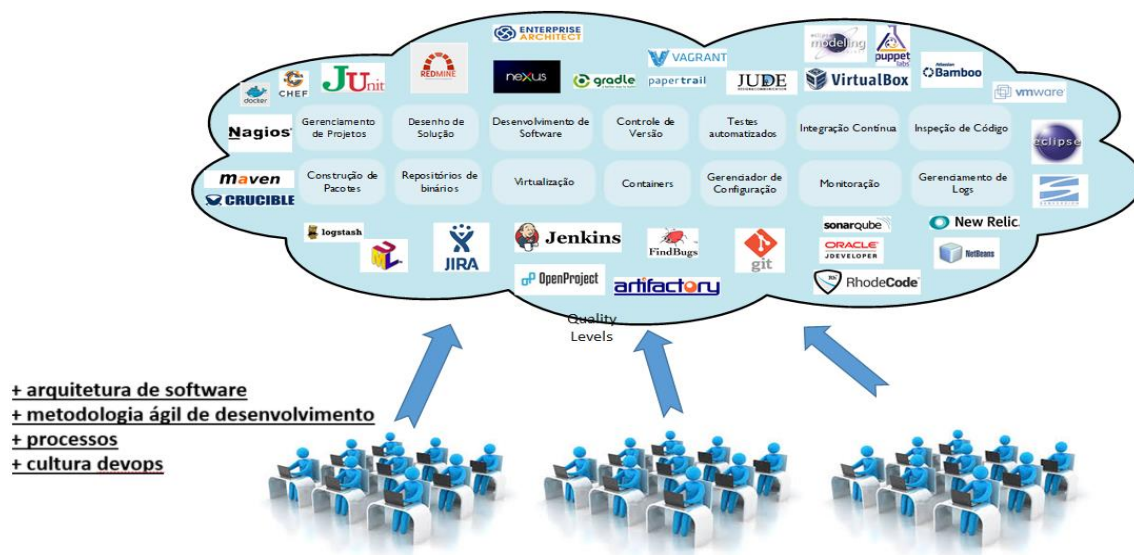 ENTERPRISE
ARCHITECT
VAGRANT
eclipse
modeling
puppet
labs
Bamboo
REDMINE
JUnit
CHEF
docker
nexus
gradle
papertrail
JUDE
VirtualBox
vmware
Nagios
Gerenciamento
de Projetos
Desenho de
Solução
Desenvolvimento de
Software
Controle de
Versão
Testes
automatizados
Integração Contínua
Inspeção de Código
eclipse
maven
CRUCIBLE
Construção de
Pacotes
Repositórios de
binários
Virtualização
Containers
Gerenciador de
Configuração
Monitoração
Gerenciamento de
Logs
logstash
UML
JIRA
Jenkins
FindBugs
git
sonarqube
ORACLE
JDEVELOPER
New Relic
NetBeans
OpenProject
artifactory
RhodeCode
Quality
Levels
+ arquitetura de software
+ metodologia ágil de desenvolvimento
+ processos
+ cultura devops